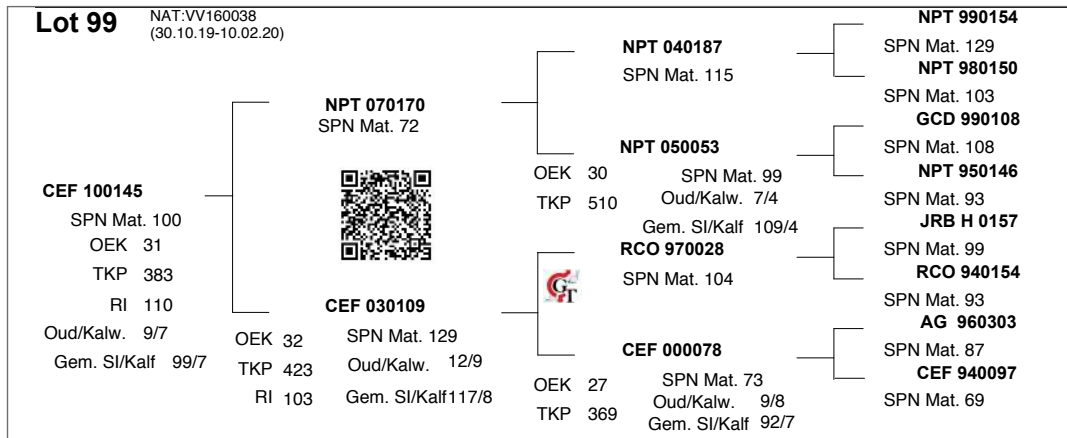 Lot 99
NAT:VV160038
(30.10.19-10.02.20)
CEF 100145
SPN Mat. 100
OEK 31
TKP 383
RI 110
Oud/Kalw. 9/7
Gem. SI/Kalf 99/7
NPT 070170
SPN Mat. 72
CEF 030109
OEK 32 SPN Mat. 129
TKP 423 Oud/Kalw. 12/9
RI 103 Gem. SI/Kalf117/8
NPT 040187
SPN Mat. 115
NPT 050053
OEK 30 SPN Mat. 99
TKP 510 Oud/Kalw. 7/4
Gem. SI/Kalf 109/4
RCO 970028
SPN Mat. 104
GT
CEF 000078
OEK 27 SPN Mat. 73
TKP 369 Oud/Kalw. 9/8
Gem. SI/Kalf 92/7
NPT 990154
SPN Mat. 129
NPT 980150
SPN Mat. 103
GCD 990108
SPN Mat. 108
NPT 950146
SPN Mat. 93
JRB H 0157
SPN Mat. 99
RCO 940154
SPN Mat. 93
AG 960303
SPN Mat. 87
CEF 940097
SPN Mat. 69